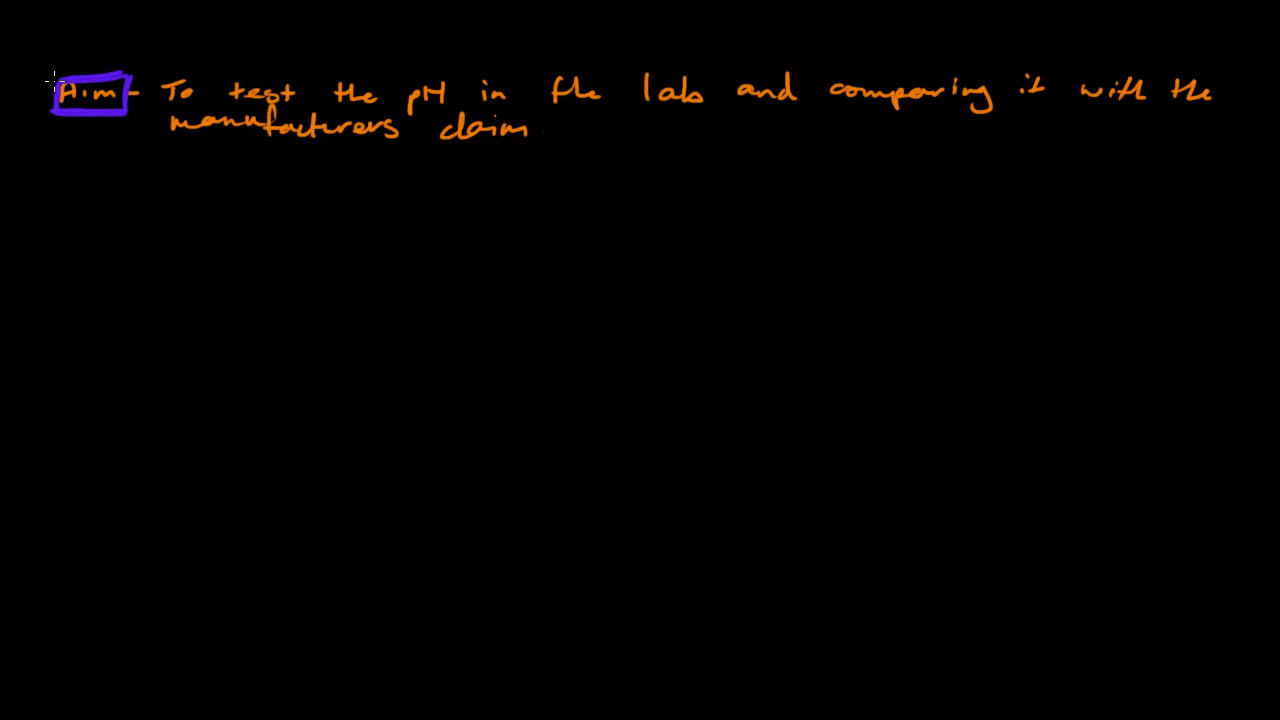 Aim - To test the pH in the lab and comparing it with the
manufacturers claim